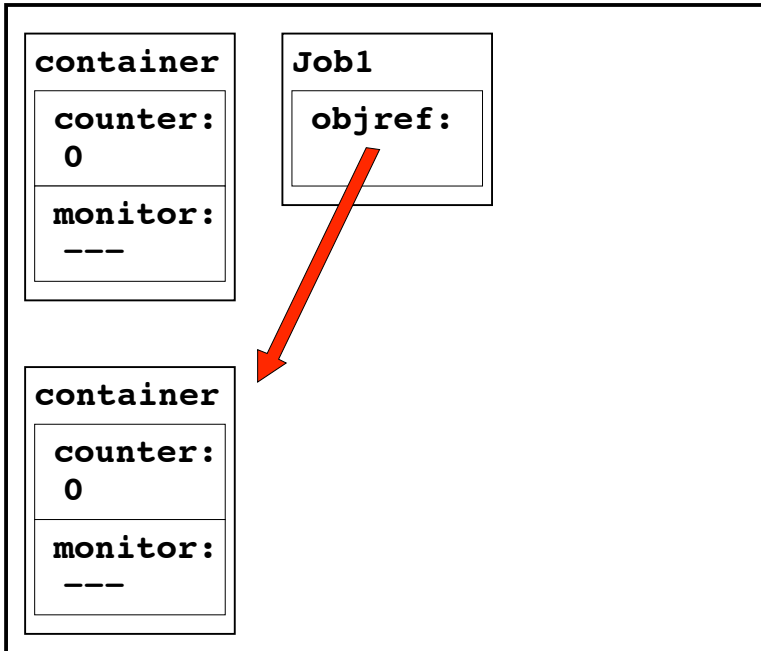 container
counter:
0
monitor:
---
Job1
objref:
container
counter:
0
monitor:
---